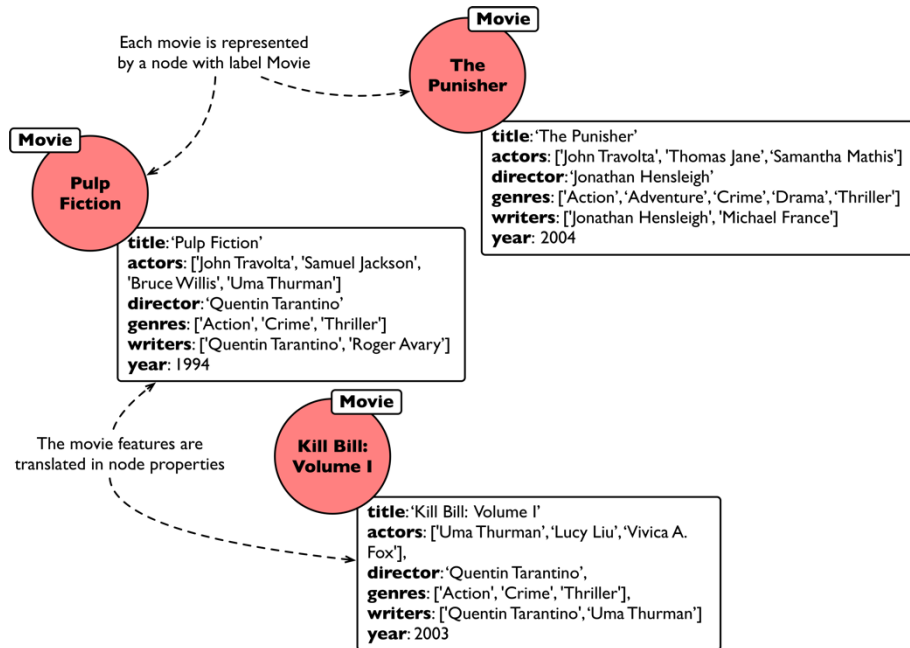 Movie
Each movie is represented
by a node with label Movie
The
Punisher
title: ‘The Punisher’
actors: ['John Travolta', 'Thomas Jane', ‘Samantha Mathis']
director: ‘Jonathan Hensleigh’
genres: ['Action', ‘Adventure’, ‘Crime’, ‘Drama’, ‘Thriller’]
writers: ['Jonathan Hensleigh', 'Michael France']
year: 2004
Movie
Pulp
Fiction
title: ‘Pulp Fiction’
actors: ['John Travolta', 'Samuel Jackson',
'Bruce Willis', 'Uma Thurman']
director: ‘Quentin Tarantino’
genres: ['Action', 'Crime', 'Thriller']
writers: ['Quentin Tarantino', 'Roger Avary']
year: 1994
The movie features are
translated in node properties
Movie
Kill Bill:
Volume I
title: ‘Kill Bill: Volume I’
actors: ['Uma Thurman', ‘Lucy Liu’, ‘Vivica A.
Fox'],
director: ‘Quentin Tarantino’,
genres: ['Action', 'Crime', 'Thriller'],
writers: ['Quentin Tarantino', ‘Uma Thurman’]
year: 2003